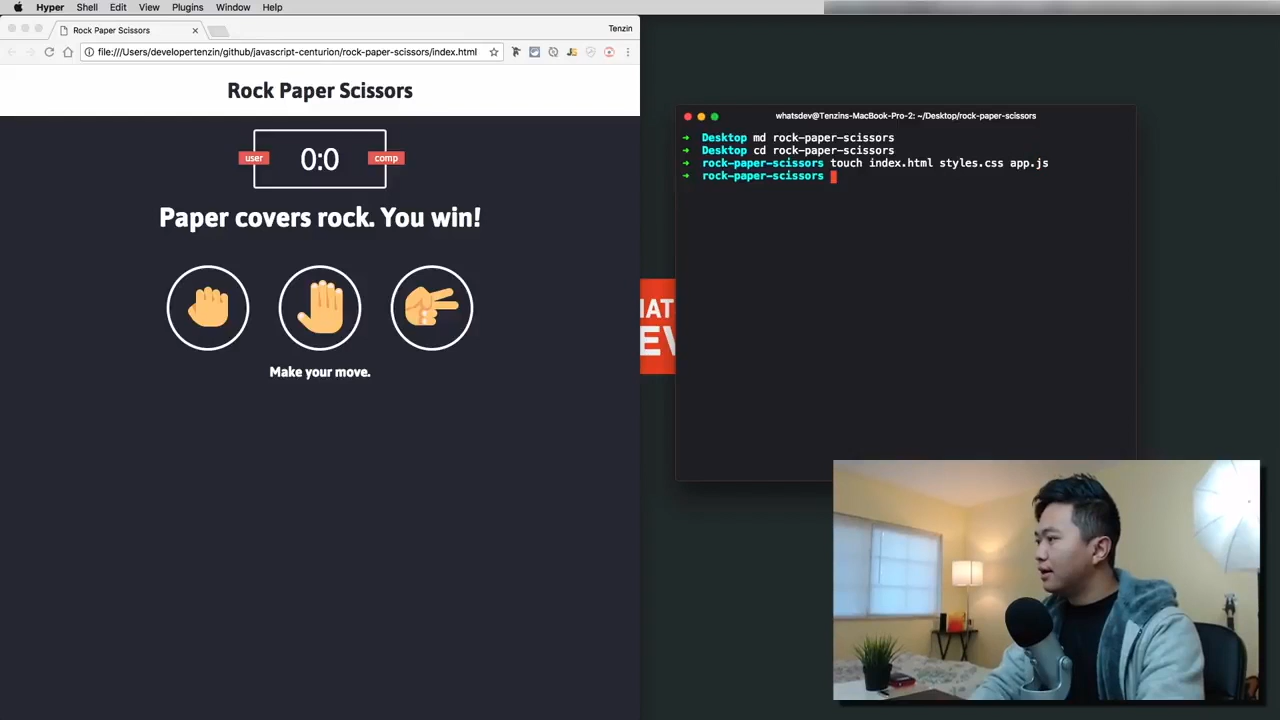 Hyper Shell Edit View Plugins Window Help
Rock Paper Scissors
Tenzin
file:///Users/developertenzin/github/javascript-centurion/rock-paper-scissors/index.html
Rock Paper Scissors
user 0:0 comp
Paper covers rock. You win!
Make your move.
whatsdev@Tenzins-MacBook-Pro-2: ~/Desktop/rock-paper-scissors
➜ Desktop md rock-paper-scissors
➜ Desktop cd rock-paper-scissors
➜ rock-paper-scissors touch index.html styles.css app.js
➜ rock-paper-scissors